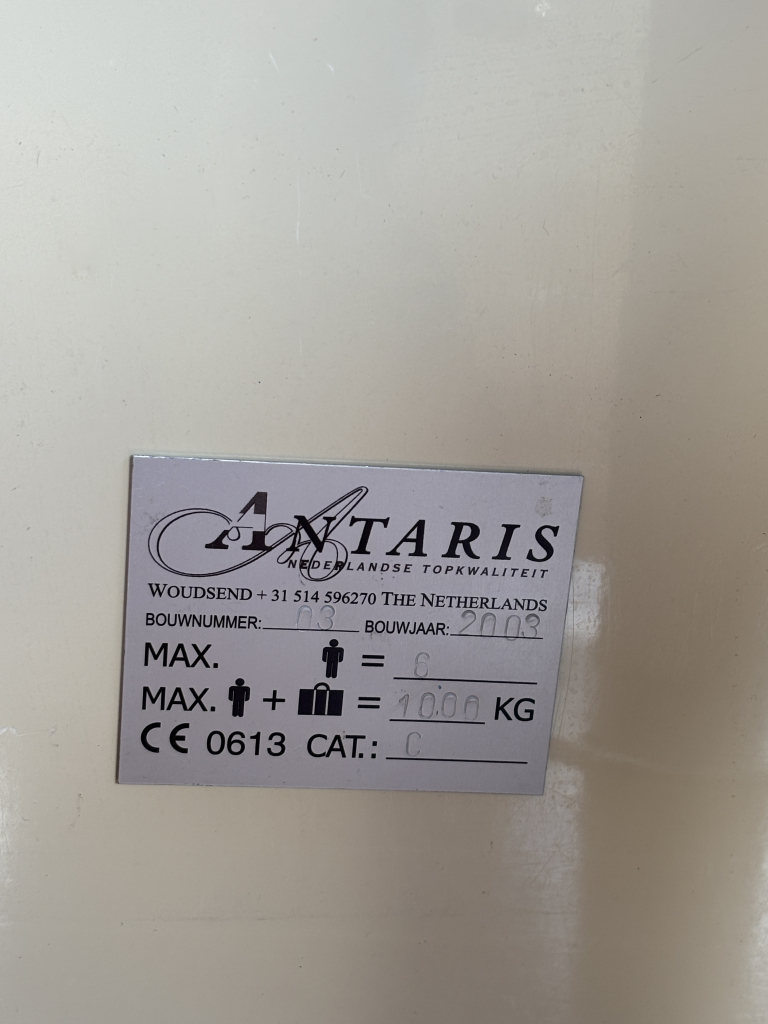 ANTARIS
NEDERLANDSE TOPKWALITEIT
WOUDSEND + 31 514 596270 THE NETHERLANDS
BOUWNUMMER: 03 BOUWJAAR: 2003
MAX. = 6
MAX. + = 1000 KG
CE 0613 CAT.: C